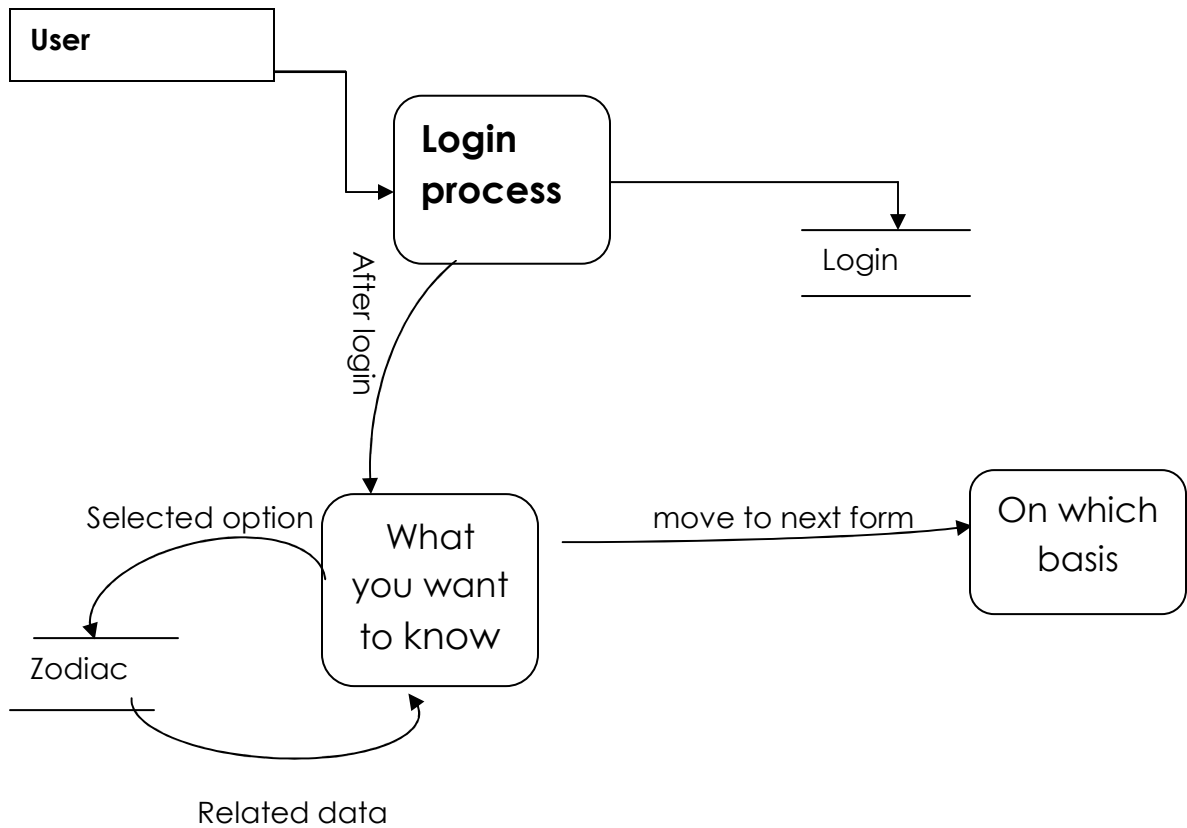 User
Login
process
Login
After login
Selected option
What
you want
to know
move to next form
On which
basis
Zodiac
Related data